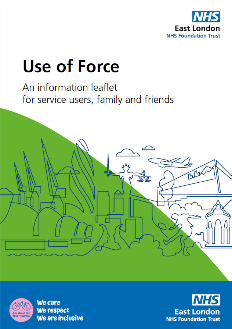 NHS
East London
NHS Foundation Trust
Use of Force
An information leaflet
for service users, family and friends
We care
We respect
We are inclusive
NHS
East London
NHS Foundation Trust